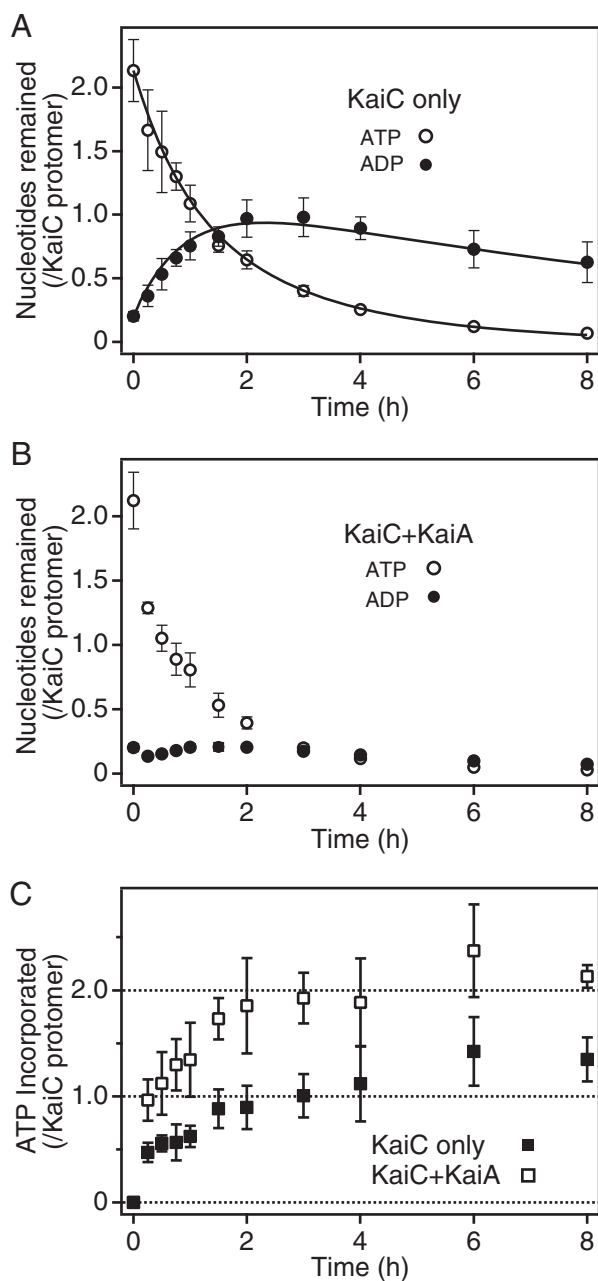 A
Nucleotides remained
(/KaiC protomer)
2.0
1.5
1.0
0.5
0
KaiC only
ATP
ADP
0 2 4 6 8
Time (h)
B
Nucleotides remained
(/KaiC protomer)
2.0
1.5
1.0
0.5
0
KaiC+KaiA
ATP
ADP
0 2 4 6 8
Time (h)
C
ATP Incorporated
(/KaiC protomer)
2.0
1.0
0
KaiC only
KaiC+KaiA
0 2 4 6 8
Time (h)